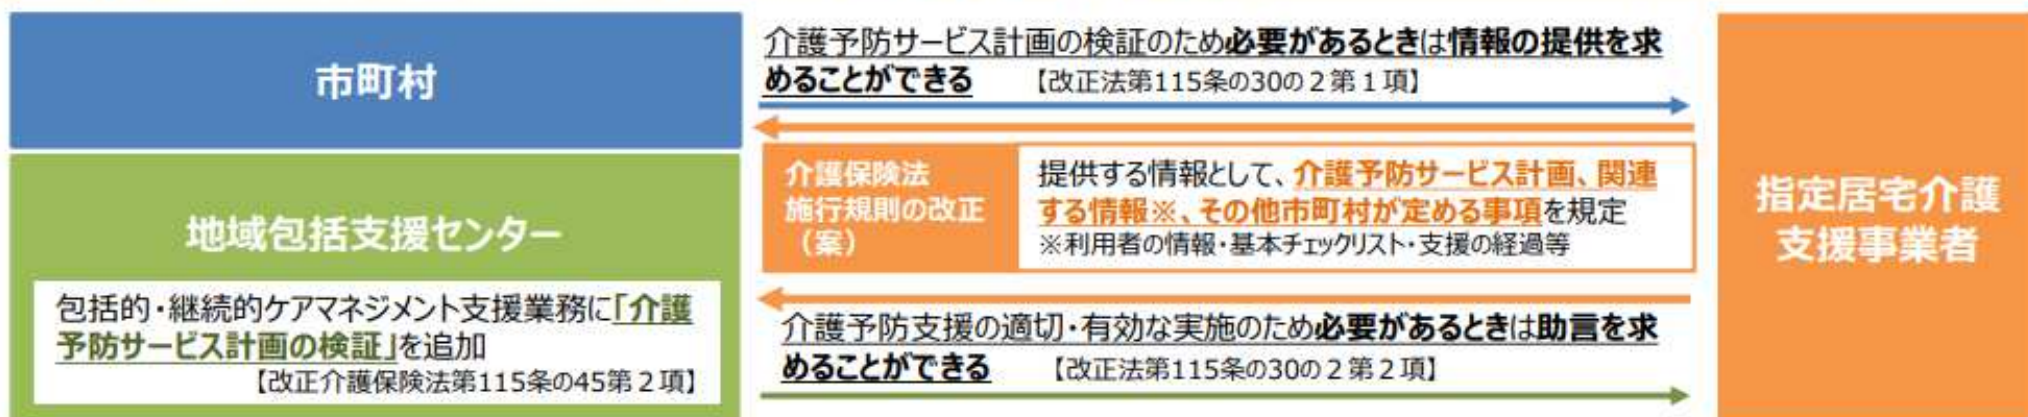 市町村
地域包括支援センター
包括的・継続的ケアマネジメント支援業務に「介護
予防サービス計画の検証」を追加
【改正介護保険法第115条の45第２項】
介護予防サービス計画の検証のため必要があるときは情報の提供を求
めることができる　【改正法第115条の30の２第１項】
介護保険法
施行規則の改正
（案）
提供する情報として、介護予防サービス計画、関連
する情報※、その他市町村が定める事項を規定
※利用者の情報・基本チェックリスト・支援の経過等
介護予防支援の適切・有効な実施のため必要があるときは助言を求
めることができる　【改正法第115条の30の２第２項】
指定居宅介護
支援事業者